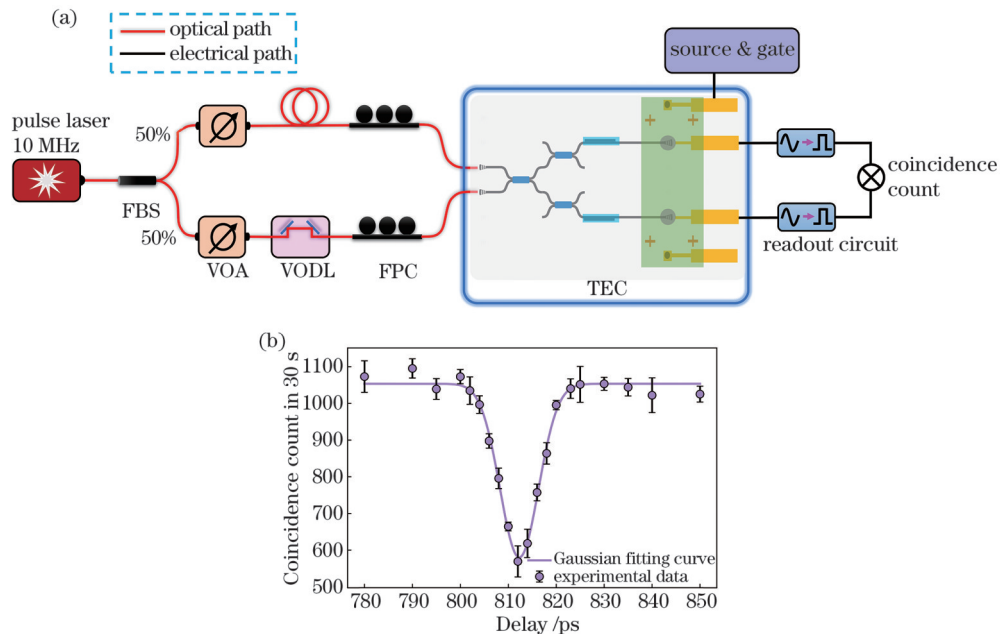 (a)
optical path
electrical path
source & gate
pulse laser
10 MHz
50%
FBS
50%
VOA
VODL
FPC
TEC
coincidence
count
readout circuit
(b)
Coincidence count in 30 s
1100
1000
900
800
700
600
500
Gaussian fitting curve
experimental data
780 790 800 810 820 830 840 850
Delay /ps